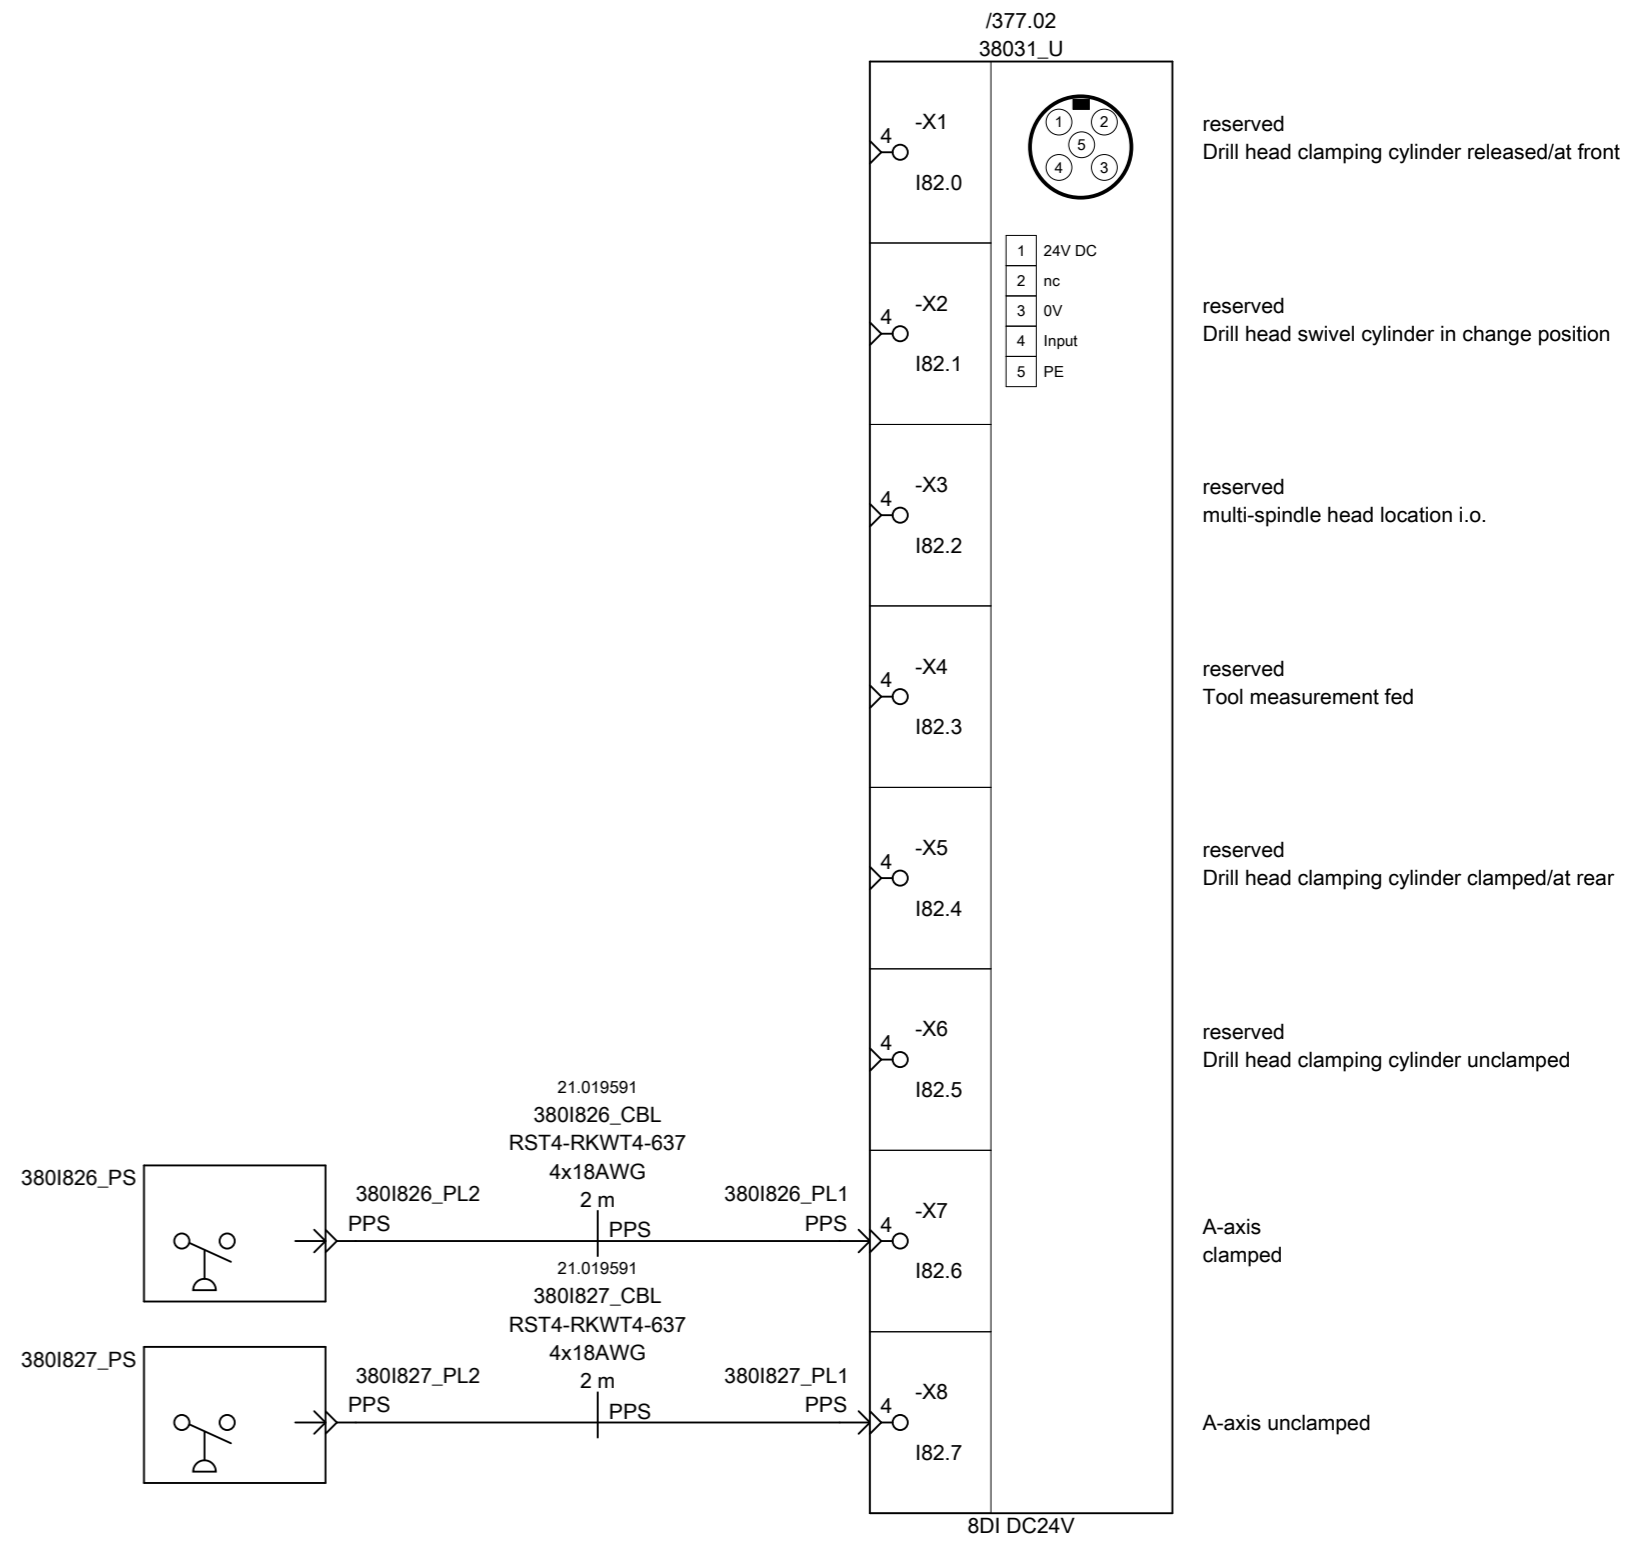 /377.02
38031_U
4
-X1
I82.0
1
2
5
4
3
reserved
Drill head clamping cylinder released/at front
1 24V DC
2 nc
3 0V
4 Input
5 PE
4
-X2
I82.1
reserved
Drill head swivel cylinder in change position
4
-X3
I82.2
reserved
multi-spindle head location i.o.
4
-X4
I82.3
reserved
Tool measurement fed
4
-X5
I82.4
reserved
Drill head clamping cylinder clamped/at rear
4
-X6
I82.5
reserved
Drill head clamping cylinder unclamped
380I826_PS
380I826_PL2
PPS
21.019591
380I826_CBL
RST4-RKWT4-637
4x18AWG
2 m
PPS
380I826_PL1
PPS
4
-X7
I82.6
A-axis
clamped
380I827_PS
380I827_PL2
PPS
21.019591
380I827_CBL
RST4-RKWT4-637
4x18AWG
2 m
PPS
380I827_PL1
PPS
4
-X8
I82.7
A-axis unclamped
8DI DC24V